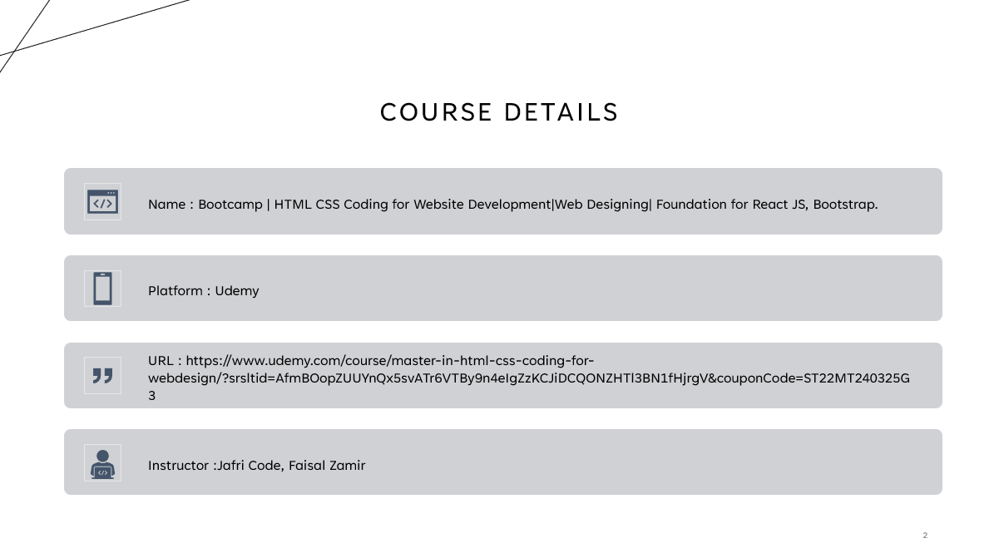 COURSE DETAILS
Name : Bootcamp | HTML CSS Coding for Website Development|Web Designing| Foundation for React JS, Bootstrap.
Platform : Udemy
URL : https://www.udemy.com/course/master-in-html-css-coding-for-
webdesign/?srsltid=AfmBOopZUUYnQx5svATr6VTBy9n4eIgZzKCJiDCQONZHTl3BN1fHjrgV&couponCode=ST22MT240325G
3
Instructor :Jafri Code, Faisal Zamir
2